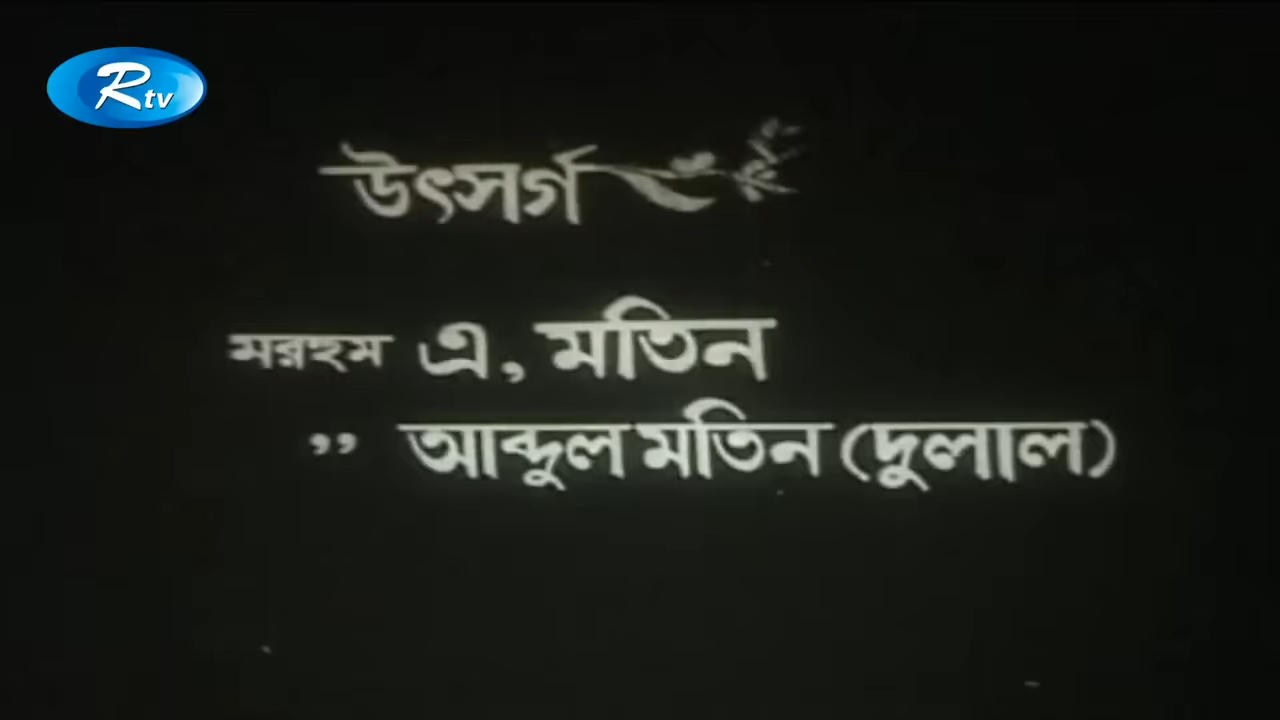 Rtv
উৎসর্গ
মরহুম এ, মতিন
” আব্দুল মতিন (দুলাল)